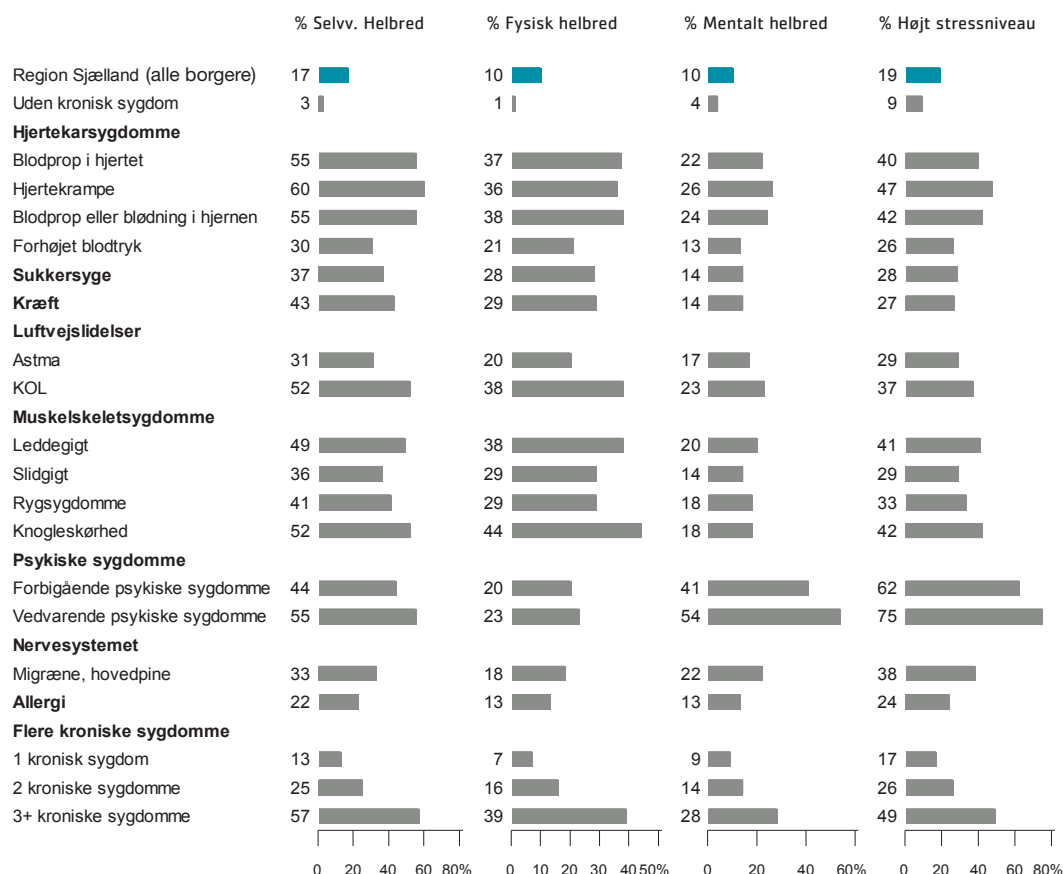 % Selvv. Helbred % Fysisk helbred % Mentalt helbred % Højt stressniveau
Region Sjælland (alle borgere) 17 10 10 19
Uden kronisk sygdom 3 1 4 9
Hjertekarsygdomme
Blodprop i hjertet 55 37 22 40
Hjertekrampe 60 36 26 47
Blodprop eller blødning i hjernen 55 38 24 42
Forhøjet blodtryk 30 21 13 26
Sukkersyge 37 28 14 28
Kræft 43 29 14 27
Luftvejslidelser
Astma 31 20 17 29
KOL 52 38 23 37
Muskelskeletsygdomme
Leddegigt 49 38 20 41
Slidgigt 36 29 14 29
Rygsygdomme 41 29 18 33
Knogleskørhed 52 44 18 42
Psykiske sygdomme
Forbigående psykiske sygdomme 44 20 41 62
Vedvarende psykiske sygdomme 55 23 54 75
Nervesystemet
Migræne, hovedpine 33 18 22 38
Allergi 22 13 13 24
Flere kroniske sygdomme
1 kronisk sygdom 13 7 9 17
2 kroniske sygdomme 25 16 14 26
3+ kroniske sygdomme 57 39 28 49
0 20 40 60 80% 0 10 20 30 40 50% 0 20 40 60% 0 20 40 60 80%